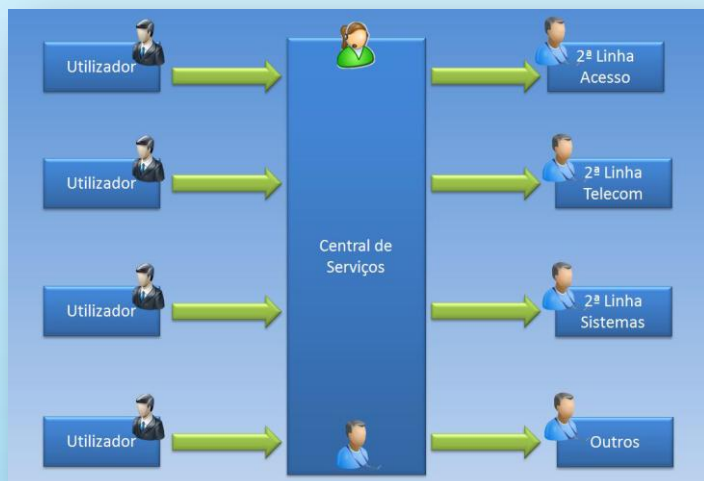 Utilizador
2ª Linha
Acesso
Utilizador
2ª Linha
Telecom
Central de
Serviços
Utilizador
2ª Linha
Sistemas
Utilizador
Outros